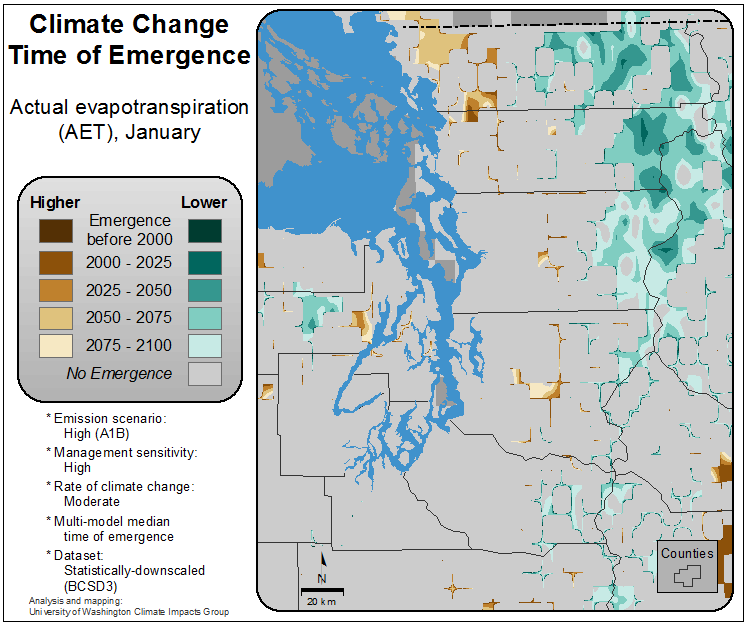 Climate Change
Time of Emergence
Actual evapotranspiration
(AET), January
Higher Lower
Emergence
before 2000
2000 - 2025
2025 - 2050
2050 - 2075
2075 - 2100
No Emergence
* Emission scenario:
High (A1B)
* Management sensitivity:
High
* Rate of climate change:
Moderate
* Multi-model median
time of emergence
* Dataset:
Statistically-downscaled
(BCSD3)
Analysis and mapping:
University of Washington Climate Impacts Group
N
20 km
Counties